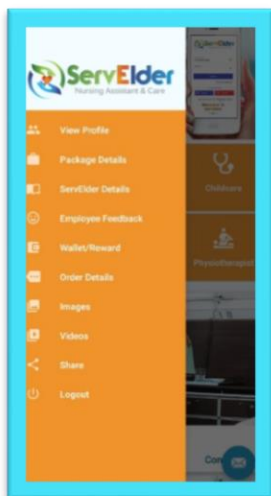 ServElder
Nursing Assistant & Care
View Profile
Package Details
ServElder Details
Employee Feedback
Wallet/Reward
Order Details
Images
Videos
Share
Logout
ServElder
Childcare
Physiotherapist